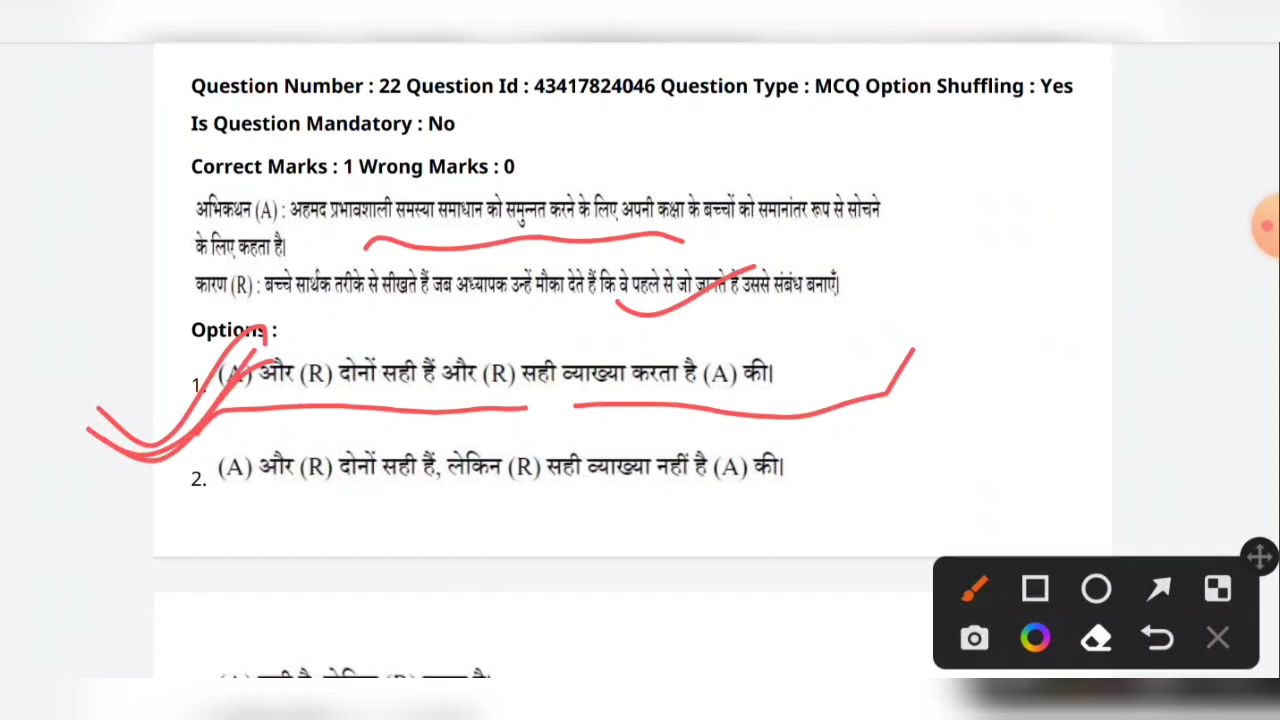 Question Number : 22 Question Id : 43417824046 Question Type : MCQ Option Shuffling : Yes
Is Question Mandatory : No
Correct Marks : 1 Wrong Marks : 0
अभिकथन (A) : अहमद प्रभावशाली समस्या समाधान को समुन्नत करने के लिए अपनी कक्षा के बच्चों को समानांतर रूप से सोचने
के लिए कहता है।
कारण (R) : बच्चे सार्थक तरीके से सीखते हैं जब अध्यापक उन्हें मौका देते हैं कि वे पहले से जो जानते है उससे संबंध बनाएँ।
Options :
1. (A) और (R) दोनों सही हैं और (R) सही व्याख्या करता है (A) की।
2. (A) और (R) दोनों सही हैं, लेकिन (R) सही व्याख्या नहीं है (A) की।